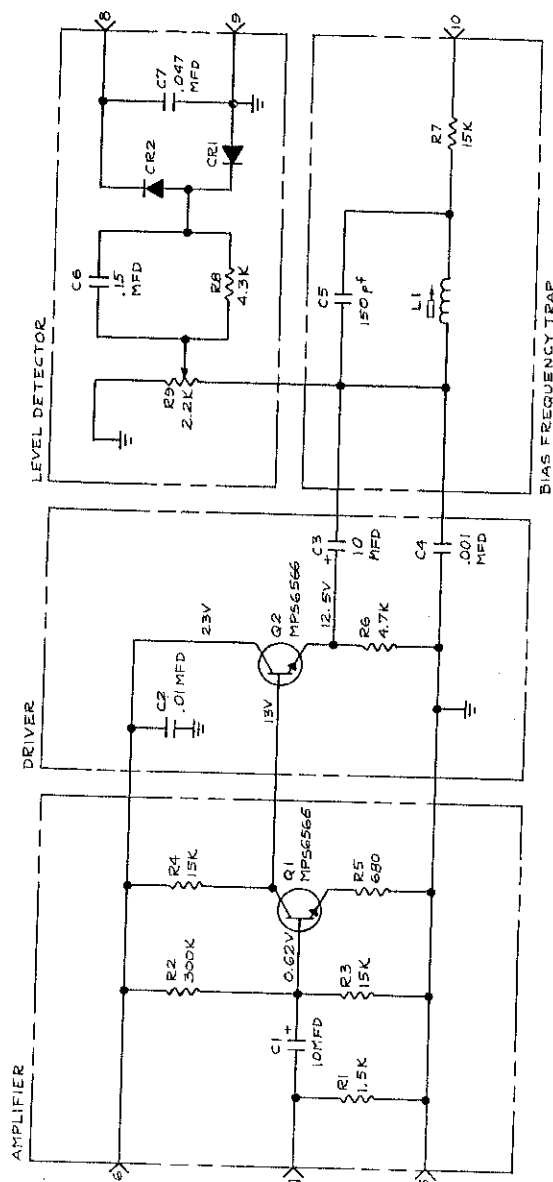 AMPLIFIER
R2
300K
R4
15K
C1
+
10MFD
R1
1.5K
0.62V
R3
15K
Q1
MPS6566
R5
680
DRIVER
C2
.01MFD
23V
13V
Q2
MPS6566
12.5V
R6
4.7K
C3
+
10
MFD
C4
.001
MFD
LEVEL DETECTOR
R9
2.2K
C6
.15
MFD
R8
4.3K
CR2
CR1
C7
.047
MFD
8
9
BIAS FREQUENCY TRAP
C5
150pf
L1
R7
15K
10